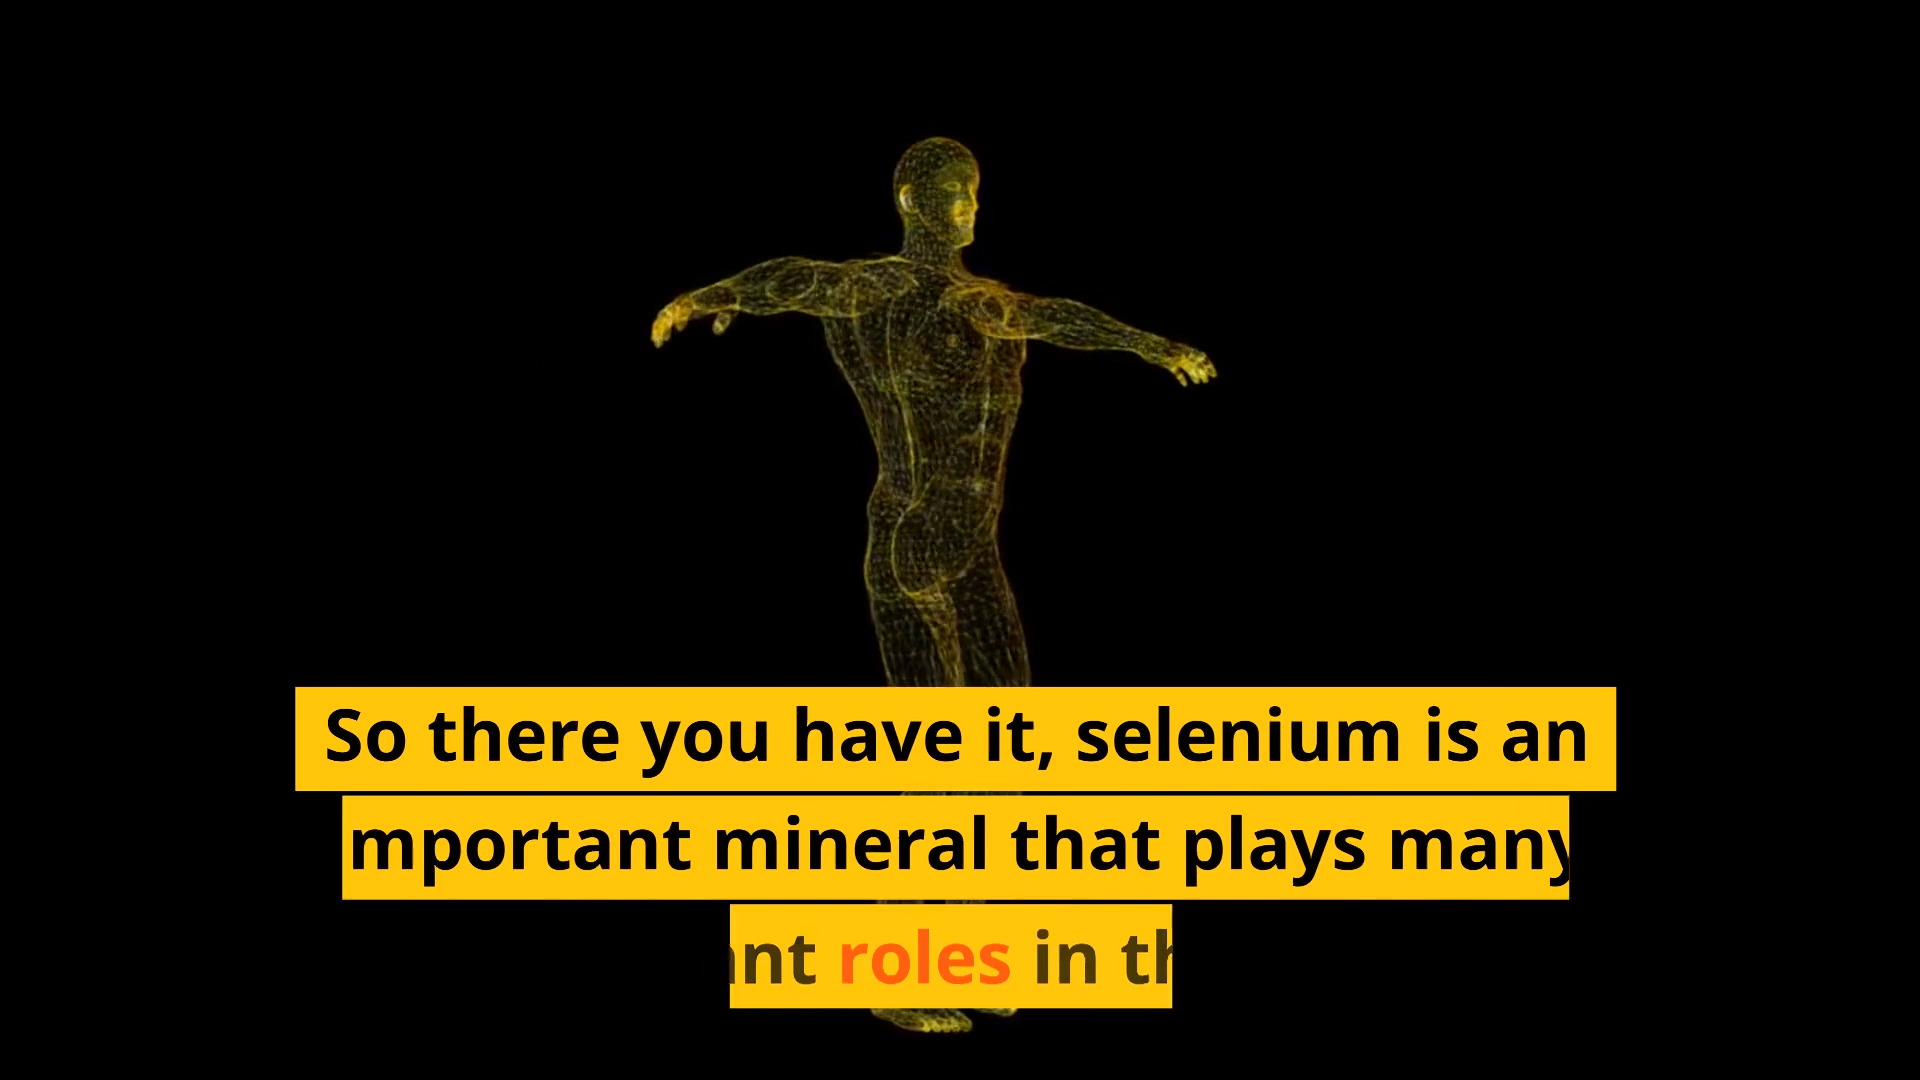 So there you have it, selenium is an
mportant mineral that plays many
nt roles in th